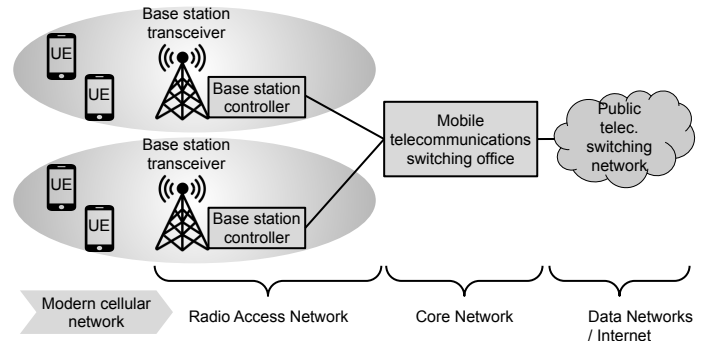 Base station
transceiver
UE
UE
Base station
controller
Base station
transceiver
UE
UE
Base station
controller
Mobile
telecommunications
switching office
Public
telec.
switching
network
Modern cellular
network
Radio Access Network
Core Network
Data Networks
/ Internet